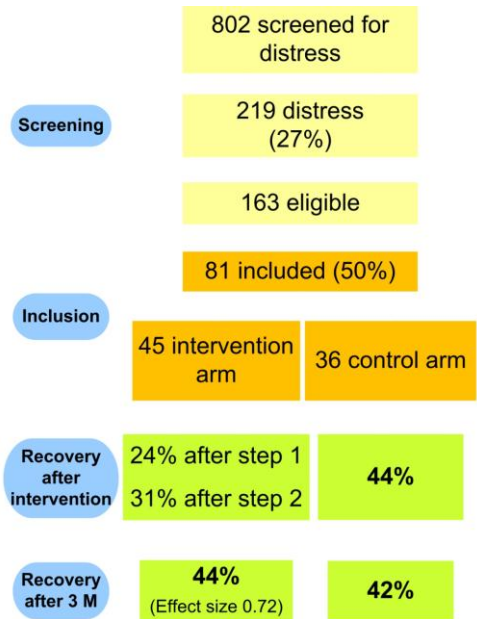 802 screened for
distress
Screening
219 distress
(27%)
163 eligible
81 included (50%)
Inclusion
45 intervention
arm
36 control arm
Recovery
after
intervention
24% after step 1
31% after step 2
44%
Recovery
after 3 M
44%
(Effect size 0.72)
42%